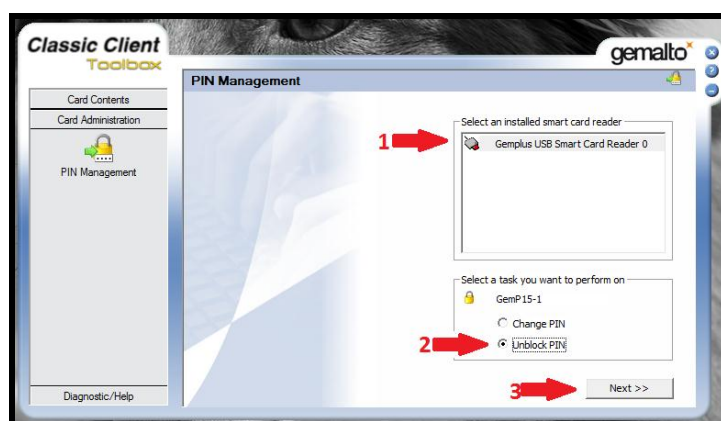 Classic Client
Toolbox
gemalto
PIN Management
Card Contents
Card Administration
PIN Management
Diagnostic/Help
Select an installed smart card reader
1
Gemplus USB Smart Card Reader 0
Select a task you want to perform on
GemP15-1
Change PIN
2
Unblock PIN
3
Next >>